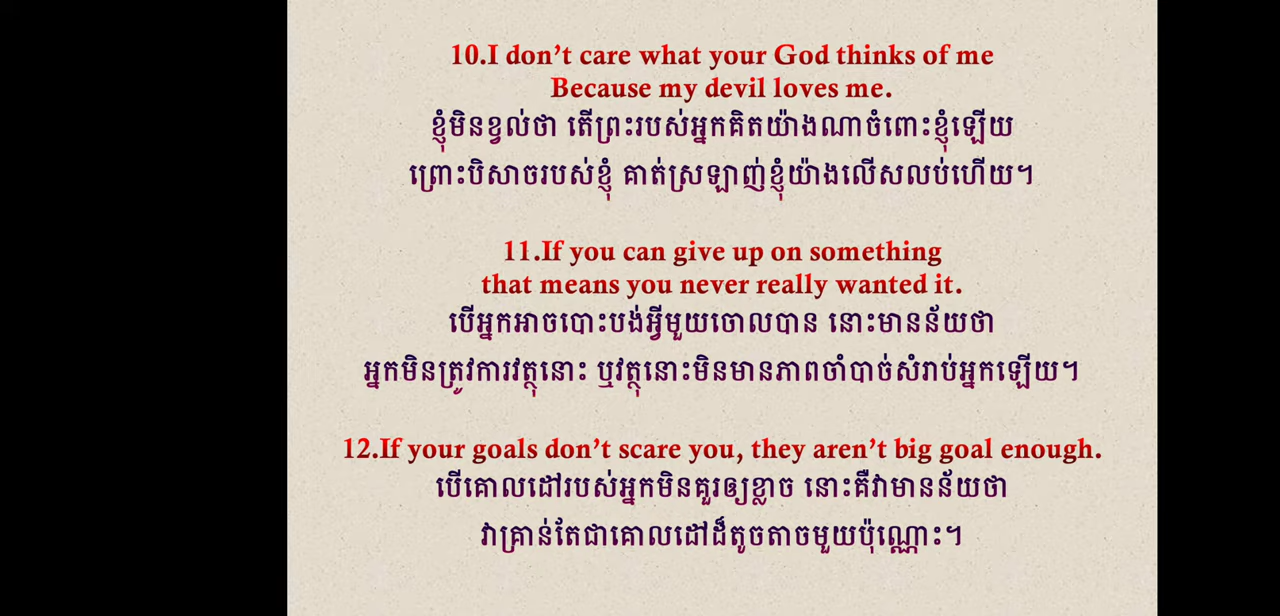 10.I don't care what your God thinks of me
Because my devil loves me.
ខ្ញុំមិនខ្វល់ថា តើព្រះរបស់អ្នកគិតយ៉ាងណាចំពោះខ្ញុំឡើយ
ព្រោះបិសាចរបស់ខ្ញុំ គាត់ស្រឡាញ់ខ្ញុំយ៉ាងលើសលប់ហើយ។
11.If you can give up on something
that means you never really wanted it.
បើអ្នកអាចបោះបង់អ្វីមួយចោលបាន នោះមានន័យថា
អ្នកមិនត្រូវការវត្ថុនោះ ឬវត្ថុនោះមិនមានភាពចាំបាច់សំរាប់អ្នកឡើយ។
12.If your goals don't scare you, they aren't big goal enough.
បើគោលដៅរបស់អ្នកមិនគួរឲ្យខ្លាច នោះគឺវាមានន័យថា
វាគ្រាន់តែជាគោលដៅដ៏តូចតាចមួយប៉ុណ្ណោះ។